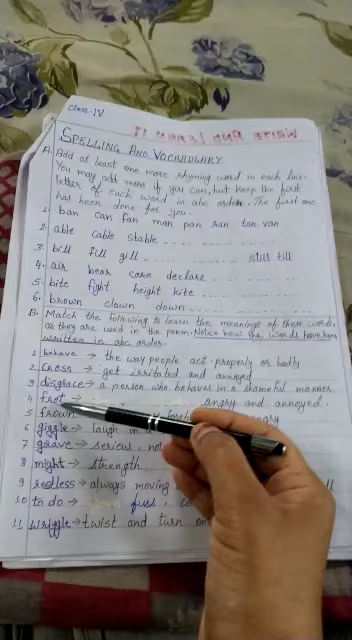 Class-IV
SPELLING AND VOCABULARY
A. Add at least one more rhyming word in each line.
You may add more if you can, but keep the first
letter of each word in abc order. The first one
has been done for you.
1. ban can fan man pan ran tan van
2. able cable stable .... .... .... ....
3. bill fill gill .... .... .... still till
4. air bear core declare .... .... ....
5. bite fight height kite .... .... ....
6. brown clown down .... .... ....
B. Match the following to learn the meanings of these words,
as they are used in the poem. Notice how the words have been
written in abc order.
1 behave → the way people act properly or badly
2 Cross → get irritated and annoyed
3 disgrace → a person who behaves in a shameful manner
4 fret → angry and annoyed.
5 frown
6 giggle → laugh in a
7 grave → serious, not
8 might → strength
9 restless → always moving
10 to do → fuss,
11 wriggle → twist and turn